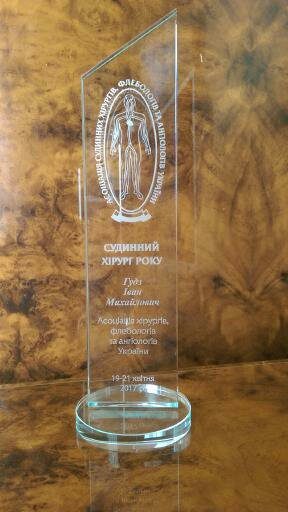 АСОЦІАЦІЯ СУДИННИХ ХІРУРГІВ, ФЛЕБОЛОГІВ ТА АНГІОЛОГІВ УКРАЇНИ
СУДИННИЙ
ХІРУРГ РОКУ
Гудз
Іван
Михайлович
Асоціація хірургів,
флебологів
та ангіологів
України
19-21 квітня
2017